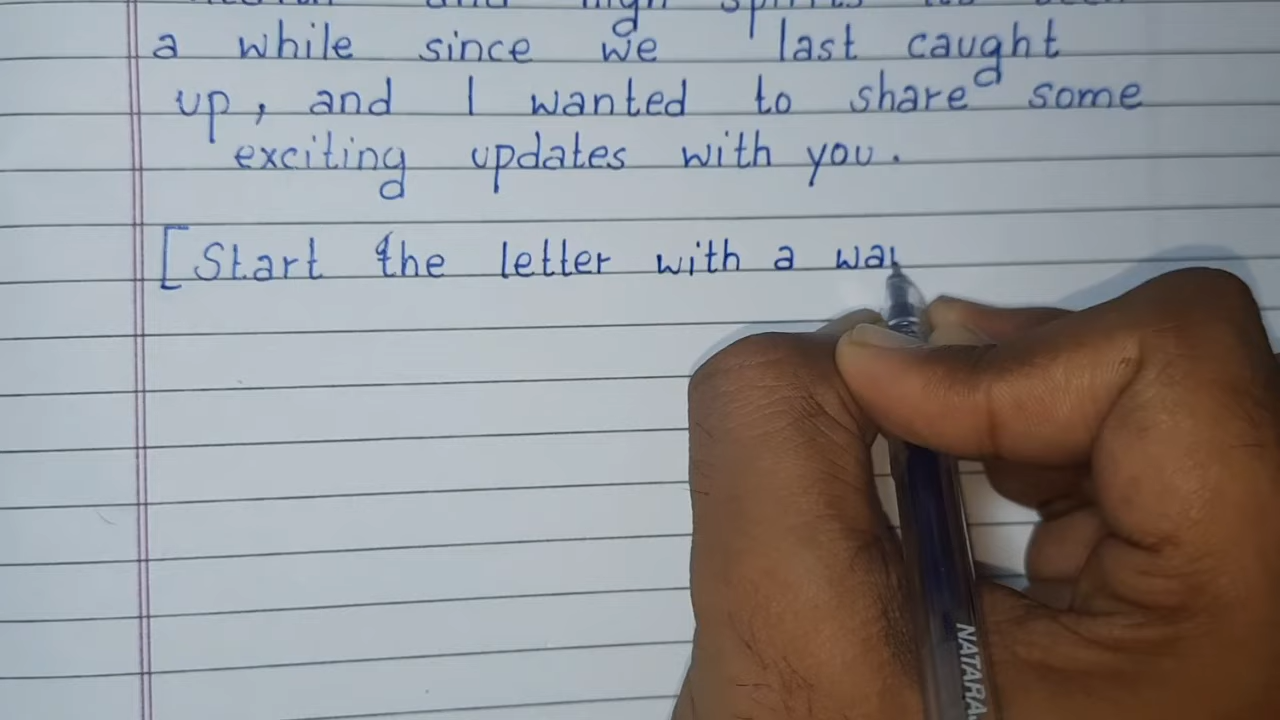 a while since we last caught
up, and I wanted to share some
exciting updates with you.
[Start the letter with a
NATARA